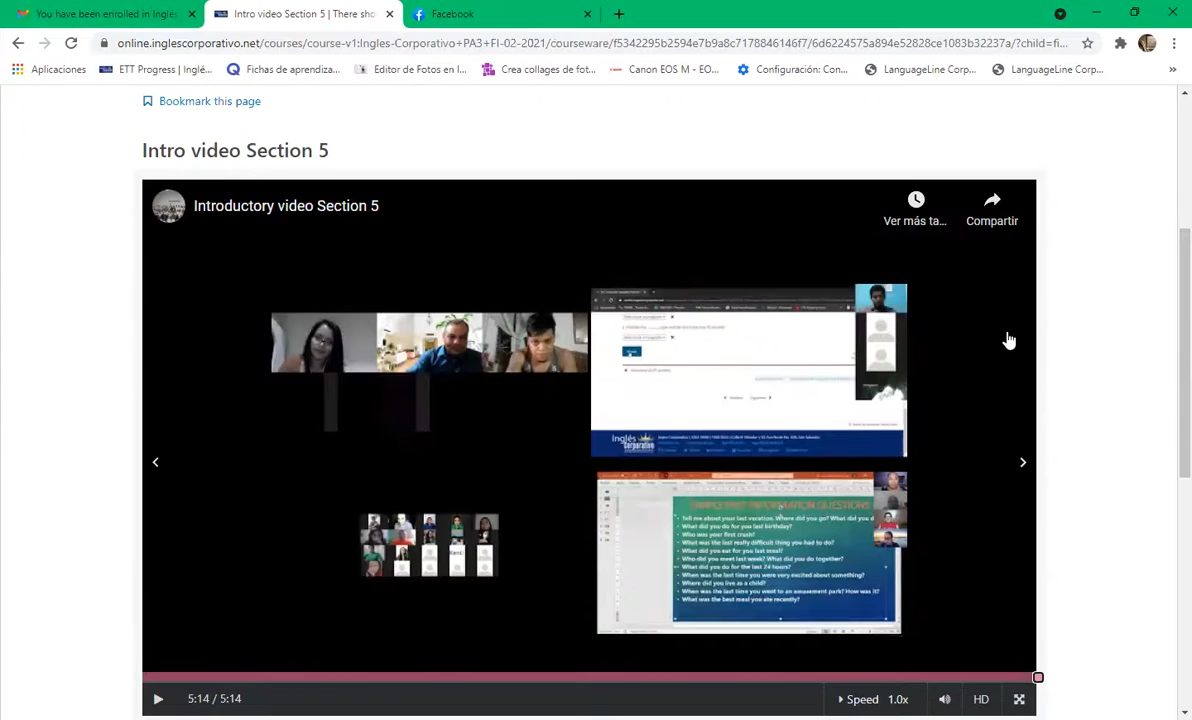 You have been enrolled in Inglés
Intro video Section 5 | There sho
Facebook
online.inglescorporativo.net/courses/course-v1:Ingles-Corporativo+PA3+FI-02-2021/courseware/f5342295b2594e7b9a8c7178846146f7/6d6224575a894e52828ce1083b32237a/?child=fi...
Aplicaciones
ETT Progress | Inglé...
Fichas de aprendiza...
Editor de Fotos en l...
Crea collages de fot...
Canon EOS M - EO...
Configuración: Con...
LanguageLine Corp...
LanguageLine Corp...
»
Bookmark this page
Intro video Section 5
Introductory video Section 5
Ver más ta...
Compartir
Inglés
Corporativo
INFORMATION QUESTIONS
• Tell me about your last vacation. Where did you go? What did you d
• What did you do for you last birthday?
• Who was your first crush?
• What was the last really difficult thing you had to do?
• What did you eat for you last meal?
• Who did you meet last week? What did you do together?
• What did you do for the last 24 hours?
• When was the last time you were very excited about something?
• Where did you live as a child?
• When was the last time you went to an amusement park? How was it?
• What was the best meal you ate recently?
5:14 / 5:14
Speed 1.0x
HD